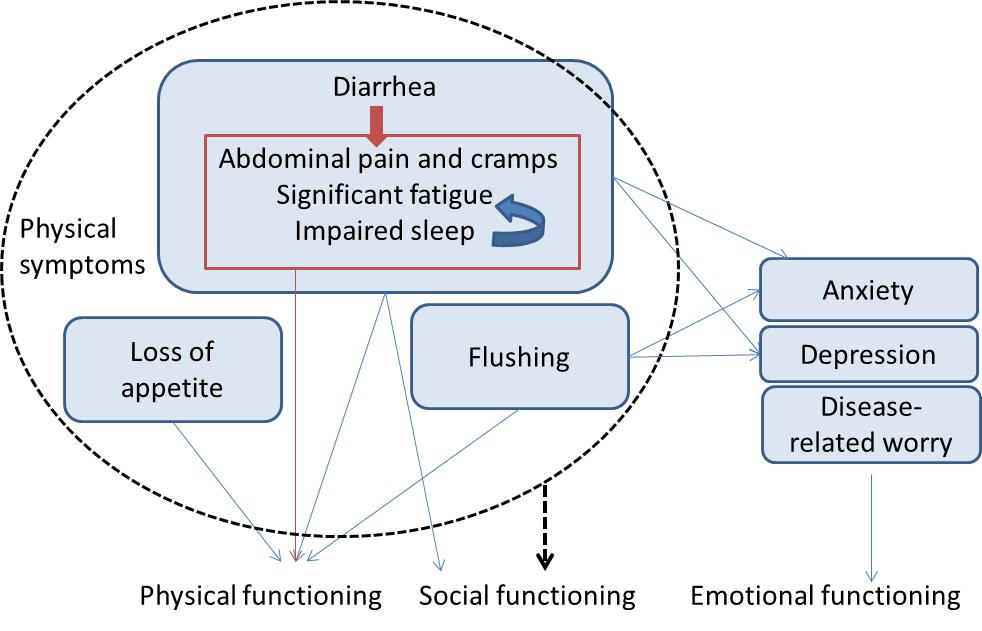 Diarrhea
Abdominal pain and cramps
Significant fatigue
Impaired sleep
Physical
symptoms
Loss of
appetite
Flushing
Anxiety
Depression
Disease-
related worry
Physical functioning
Social functioning
Emotional functioning